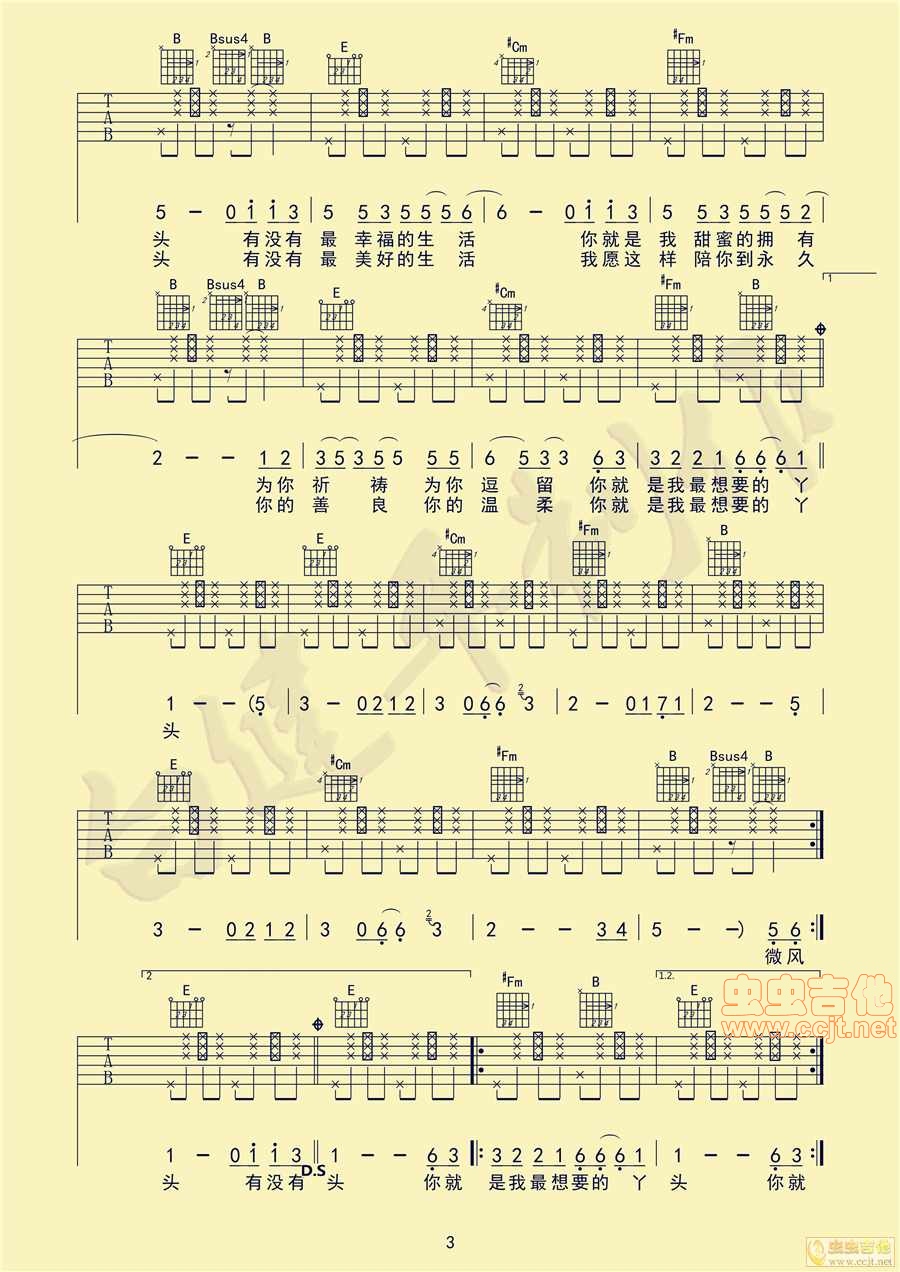 B Bsus4 B E #Cm #Fm
T A B
5 - 0 1 1 3 | 5 5 3 5 5 5 6 | 6 - 0 1 1 3 | 5 5 3 5 5 5 2
头 有没有 最 幸福的生 活 你就是 我 甜蜜的拥 有
头 有没有 最 美好的生 活 我愿这 样 陪你到永 久
1
B Bsus4 B E #Cm #Fm B
T A B
2 - - 1 2 | 3 5 3 5 5 5 5 | 6 5 3 3 6 3 | 3 2 2 1 6 6 6 1
为你 祈 祷 为你 逗 留 你就 是我最想要的 丫
你的 善 良 你的 温 柔 你就 是我最想要的 丫
E E #Cm #Fm B
T A B
1 - - (5 | 3 - 0 2 1 2 | 3 0 6 6 2 3 | 2 - 0 1 7 1 | 2 - - 5
头
E #Cm #Fm B Bsus4 B
T A B
3 - 0 2 1 2 | 3 0 6 6 2 3 | 2 - - 3 4 | 5 - - ) 5 6
微风
2 1.2.
E E #Fm B E
T A B
1 - 0 1 1 3 | 1 - 6 3 | 3 2 2 1 6 6 6 1 | 1 - 6 3
D.S
头 有没有 头 你就 是我最想要的 丫 头 你就
虫虫吉他
www.ccjt.net
3
虫虫吉他
www.ccjt.net